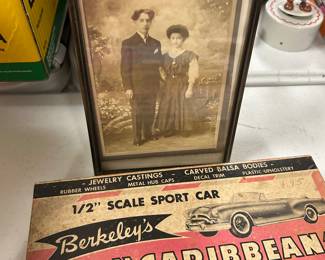 - JEWELRY CASTINGS - CARVED BALSA BODIES -
RUBBER WHEELS METAL HUB CAPS DECAL TRIM PLASTIC UPHOLSTERY
1/2" SCALE SPORT CAR
Berkeley's
CARIBBEAN